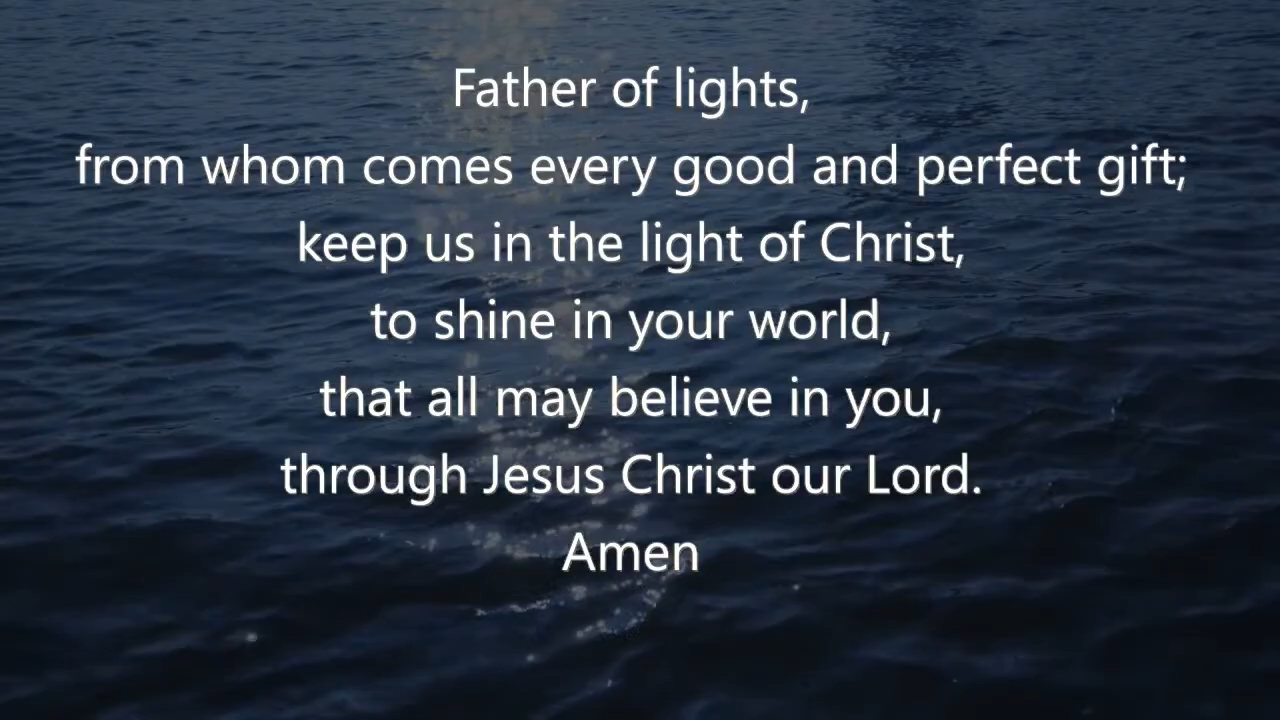 Father of lights,
from whom comes every good and perfect gift;
keep us in the light of Christ,
to shine in your world,
that all may believe in you,
through Jesus Christ our Lord.
Amen